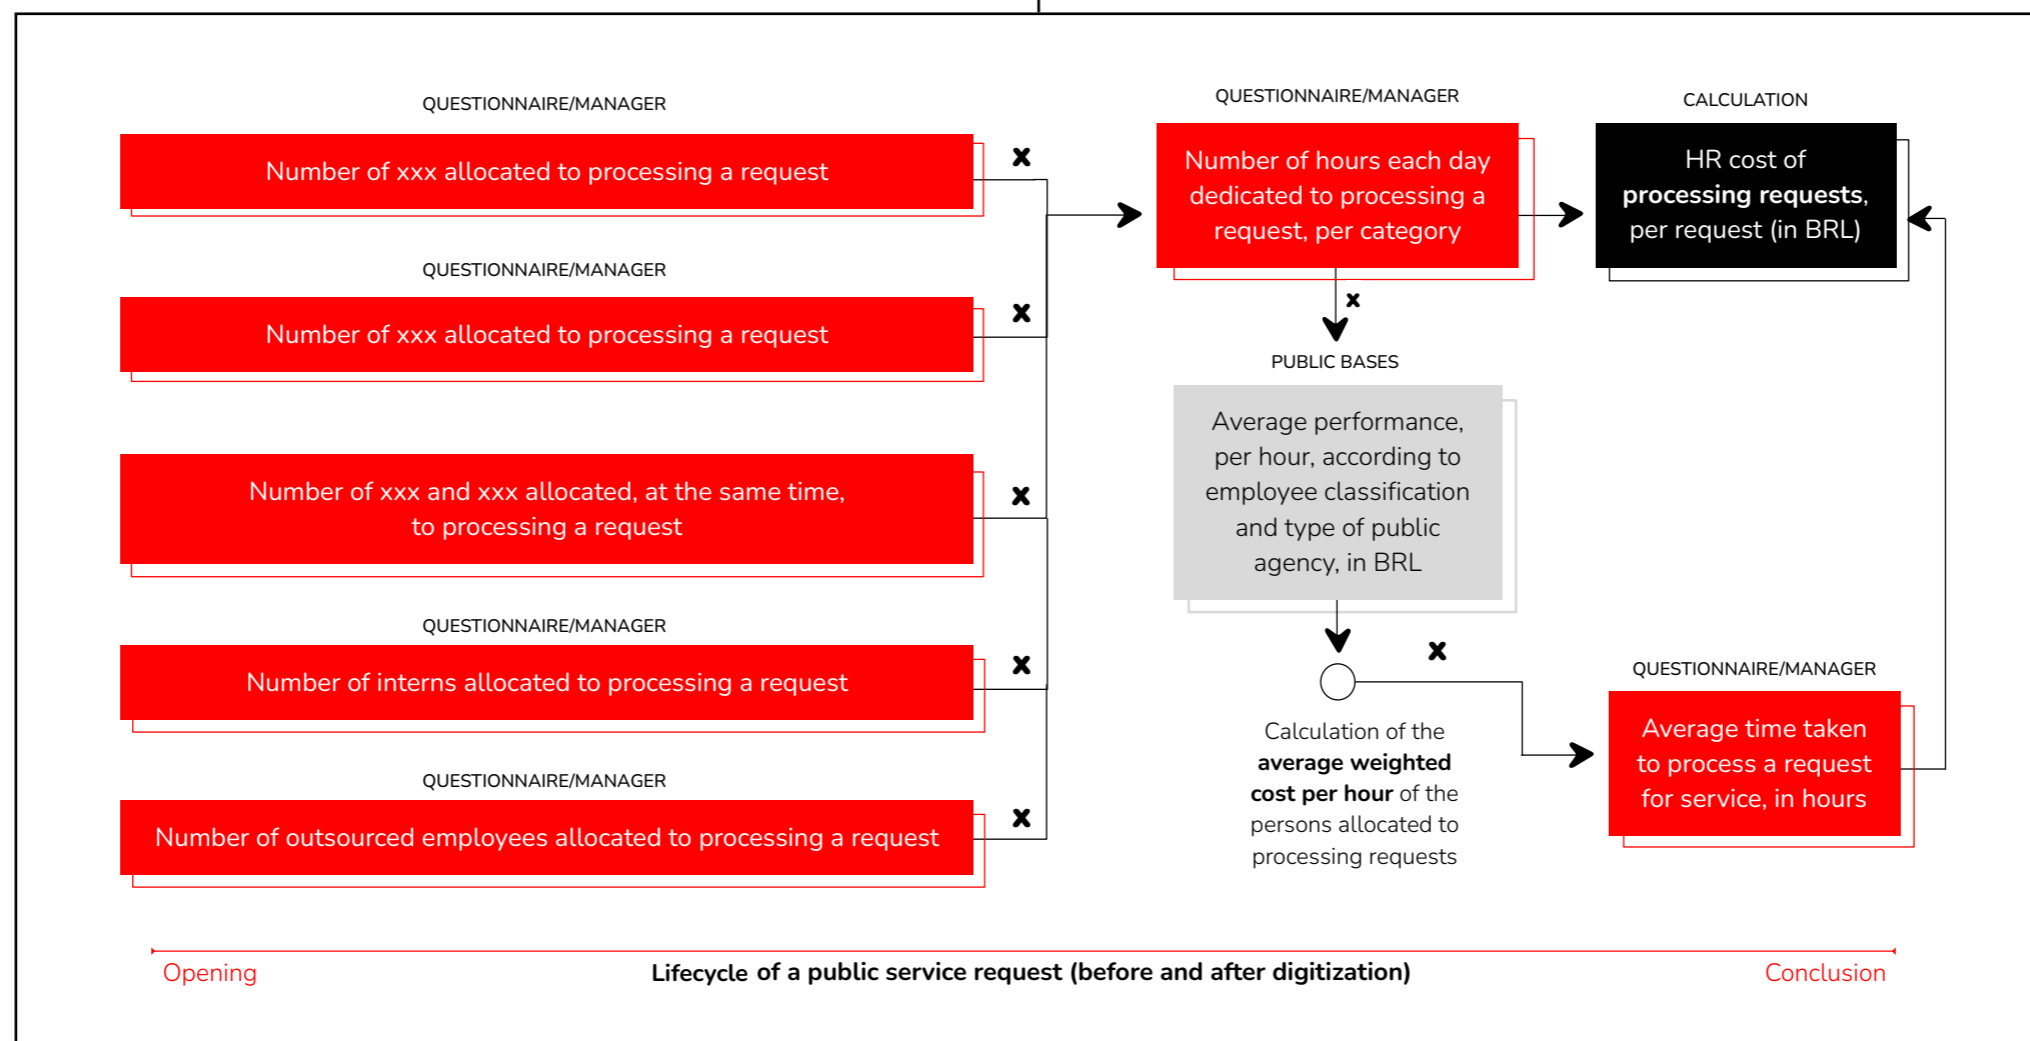 QUESTIONNAIRE/MANAGER
Number of xxx allocated to processing a request
x
QUESTIONNAIRE/MANAGER
Number of xxx allocated to processing a request
x
Number of xxx and xxx allocated, at the same time,
to processing a request
x
QUESTIONNAIRE/MANAGER
Number of interns allocated to processing a request
x
QUESTIONNAIRE/MANAGER
Number of outsourced employees allocated to processing a request
x
QUESTIONNAIRE/MANAGER
Number of hours each day
dedicated to processing a
request, per category
x
PUBLIC BASES
Average performance,
per hour, according to
employee classification
and type of public
agency, in BRL
x
Calculation of the
average weighted
cost per hour of the
persons allocated to
processing requests
CALCULATION
HR cost of
processing requests,
per request (in BRL)
QUESTIONNAIRE/MANAGER
Average time taken
to process a request
for service, in hours
Opening
Lifecycle of a public service request (before and after digitization)
Conclusion